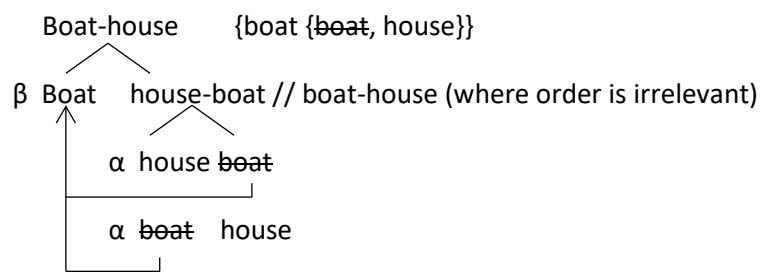 Boat-house {boat {boat, house}}
β Boat house-boat // boat-house (where order is irrelevant)
α house boat
α boat house